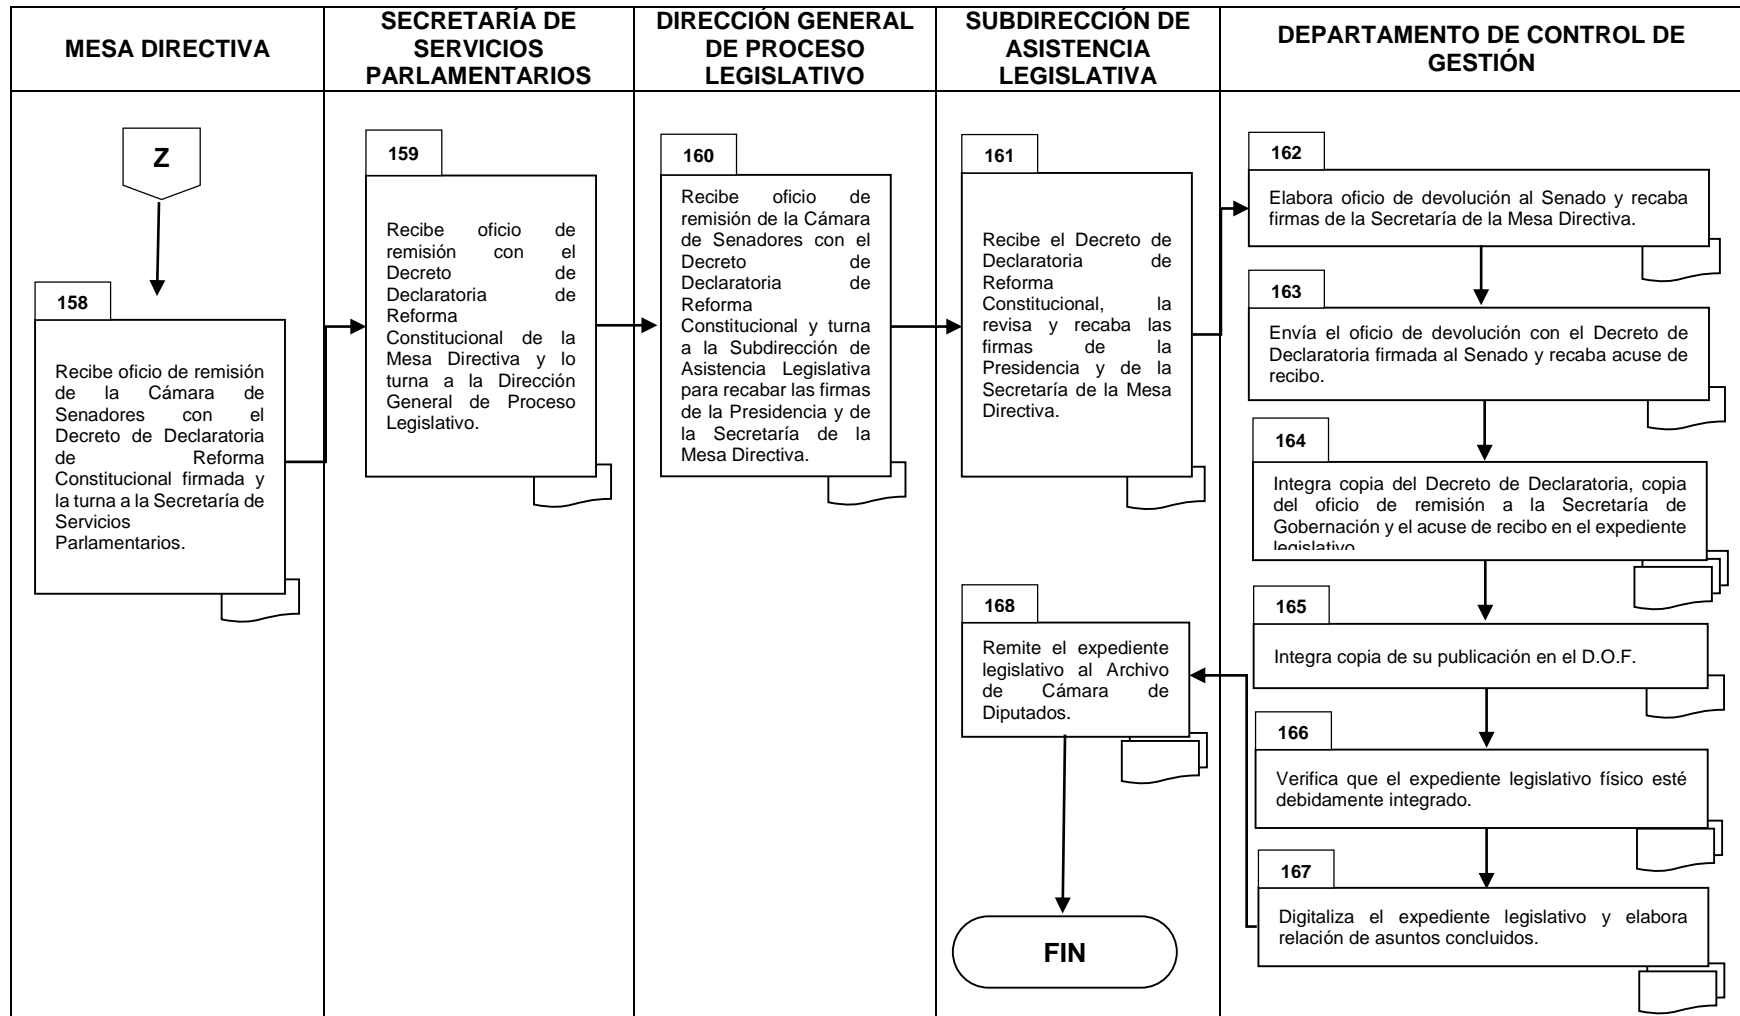 MESA DIRECTIVA
SECRETARÍA DE
SERVICIOS
PARLAMENTARIOS
DIRECCIÓN GENERAL
DE PROCESO
LEGISLATIVO
SUBDIRECCIÓN DE
ASISTENCIA
LEGISLATIVA
DEPARTAMENTO DE CONTROL DE
GESTIÓN
Z
158
Recibe oficio de remisión
de la Cámara de
Senadores con el
Decreto de Declaratoria
de Reforma
Constitucional firmada y
la turna a la Secretaría de
Servicios
Parlamentarios.
159
Recibe oficio de
remisión con el
Decreto de
Declaratoria de
Reforma
Constitucional de la
Mesa Directiva y lo
turna a la Dirección
General de Proceso
Legislativo.
160
Recibe oficio de
remisión de la Cámara
de Senadores con el
Decreto de
Declaratoria de
Reforma
Constitucional y turna
a la Subdirección de
Asistencia Legislativa
para recabar las firmas
de la Presidencia y de
la Secretaría de la
Mesa Directiva.
161
Recibe el Decreto de
Declaratoria de
Reforma
Constitucional, la
revisa y recaba las
firmas de la
Presidencia y de la
Secretaría de la Mesa
Directiva.
162
Elabora oficio de devolución al Senado y recaba
firmas de la Secretaría de la Mesa Directiva.
163
Envía el oficio de devolución con el Decreto de
Declaratoria firmada al Senado y recaba acuse de
recibo.
164
Integra copia del Decreto de Declaratoria, copia
del oficio de remisión a la Secretaría de
Gobernación y el acuse de recibo en el expediente
legislativo
165
Integra copia de su publicación en el D.O.F.
166
Verifica que el expediente legislativo físico esté
debidamente integrado.
167
Digitaliza el expediente legislativo y elabora
relación de asuntos concluidos.
168
Remite el expediente
legislativo al Archivo
de Cámara de
Diputados.
FIN